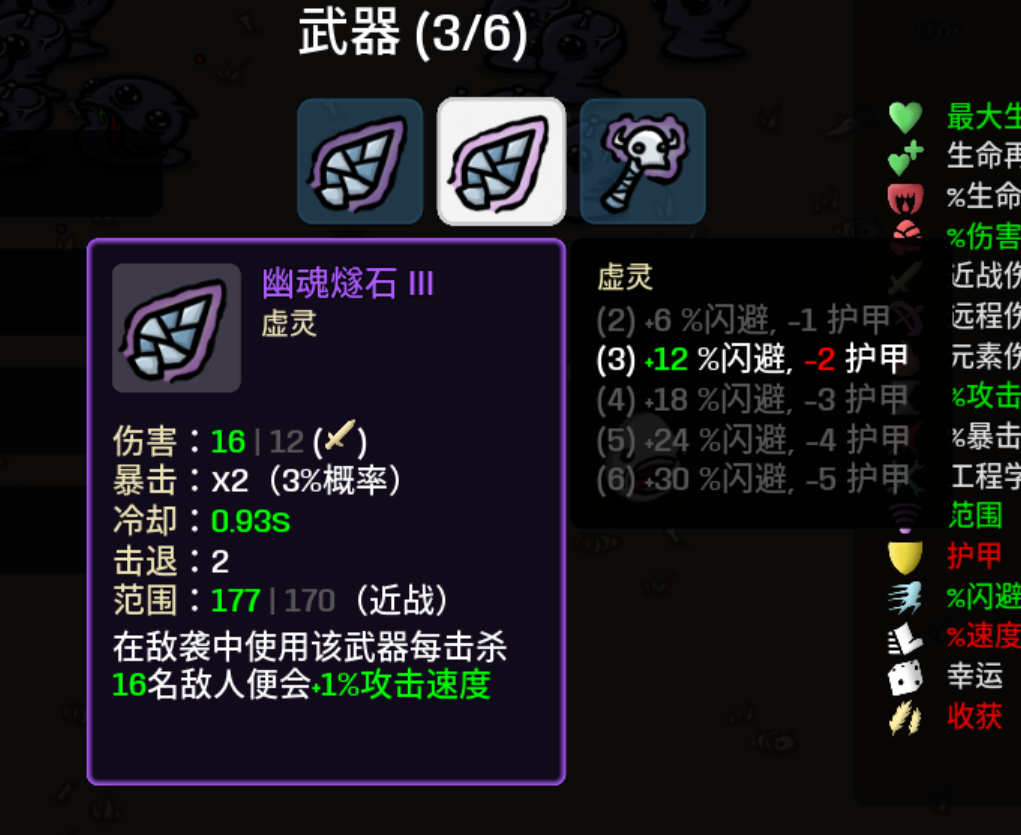 武器 (3/6)
幽魂燧石 III
虚灵
伤害：16 | 12 ( )
暴击：x2（3%概率）
冷却：0.93s
击退：2
范围：177 | 170（近战）
在敌袭中使用该武器每击杀
16名敌人便会+1%攻击速度
虚灵
(2) +6 %闪避, -1 护甲
(3) +12 %闪避, -2 护甲
(4) +18 %闪避, -3 护甲
(5) +24 %闪避, -4 护甲
(6) +30 %闪避, -5 护甲
最大生
生命再
%生命
%伤害
近战伤
远程伤
元素伤
%攻击
%暴击
工程学
范围
护甲
%闪避
%速度
幸运
收获